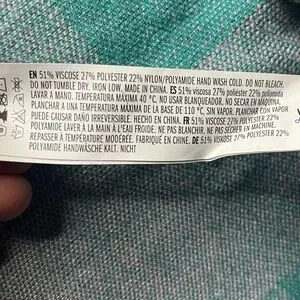 EN 51% VISCOSE 27% POLYESTER 22% NYLON/POLYAMIDE HAND WASH COLD. DO NOT BLEACH.
DO NOT TUMBLE DRY. IRON LOW, MADE IN CHINA. ES 51% viscosa 27% poliéster 22% poliamida
LAVAR A MANO. TEMPERATURA MÁXIMA 40 °C, NO USAR BLANQUEADOR. NO SECAR EN MAQUINA.
PLANCHAR A UNA TEMPERATURA MÁXIMA DE LA BASE DE 110 °C, SIN VAPOR. PLANCHAR CON VAPOR
PUEDE CAUSAR DAÑO IRREVERSIBLE. HECHO EN CHINA. FR 51% VISCOSE 27% POLYESTER 22%
POLYAMIDE LAVER À LA MAIN À L'EAU FROIDE. NE PAS BLANCHIR. NE PAS SÉCHER EN MACHINE.
REPASSER À TEMPÉRATURE MODÉRÉE. FABRIQUÉ EN CHINE. DE 51% VISKOSE 27% POLYESTER 22%
POLYAMIDE HANDWÄSCHE KALT. NICHT